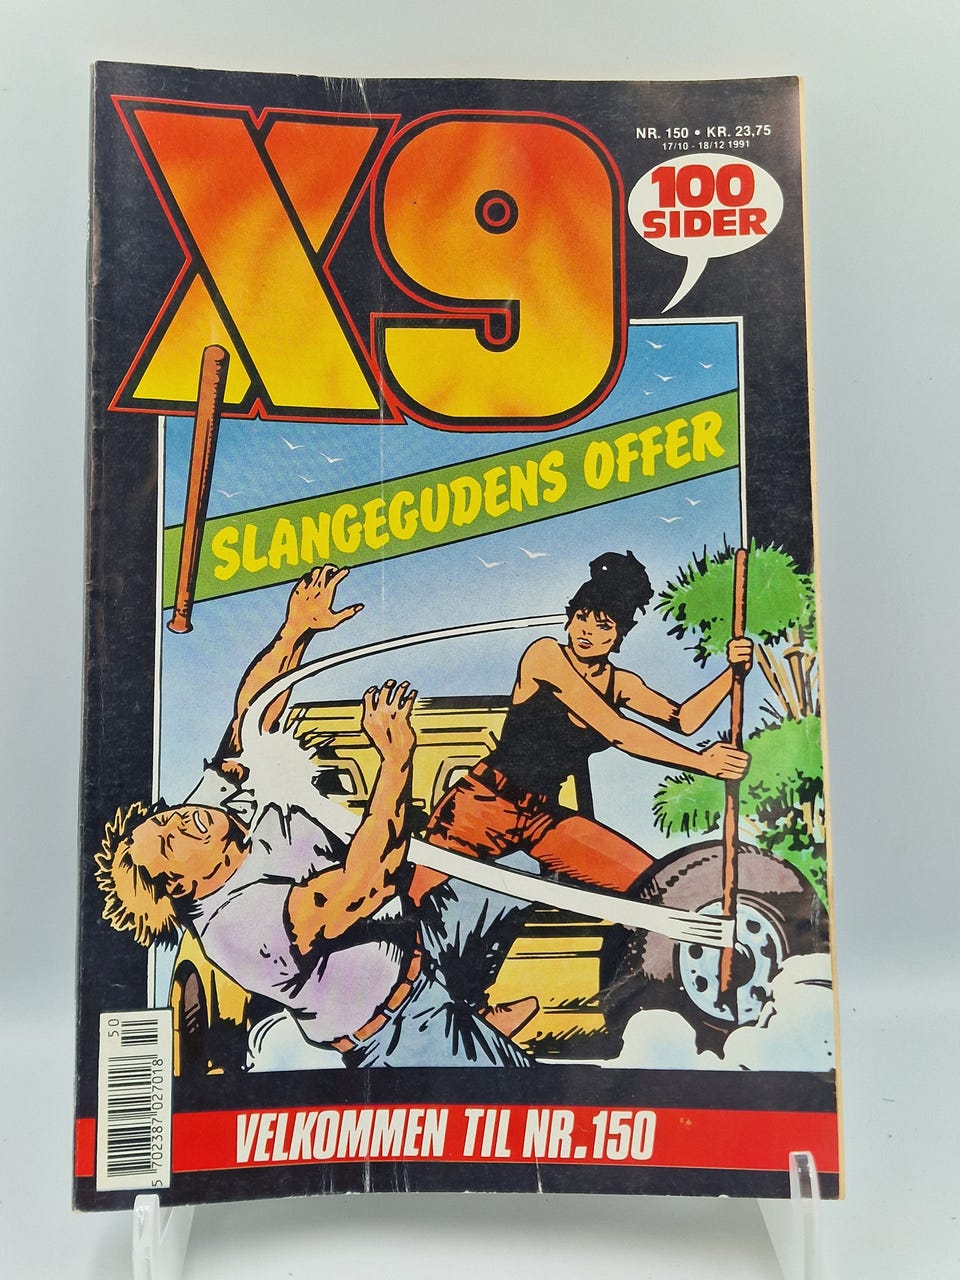 X9
NR. 150 • KR. 23,75
17/10 - 18/12 1991
100
SIDER
SLANGEGUDENS OFFER
50
5 702387 027018
VELKOMMEN TIL NR. 150